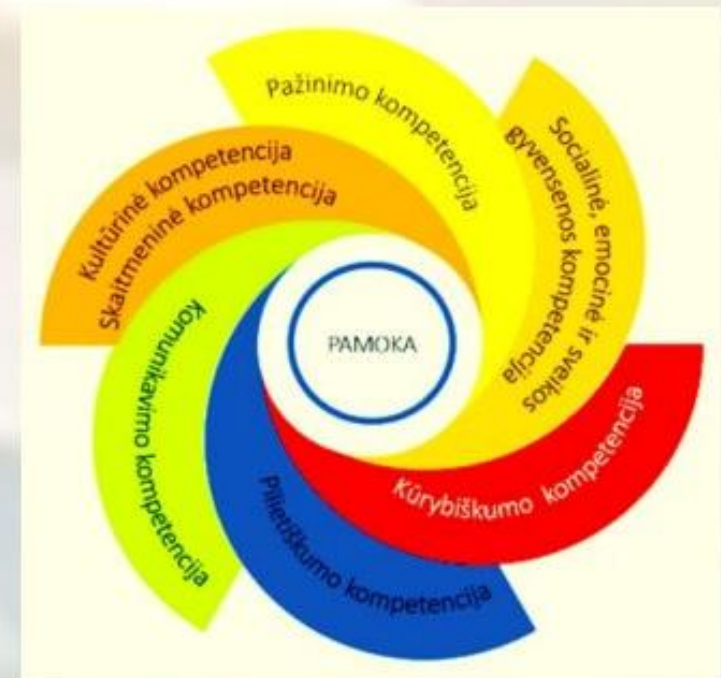 Pažinimo kompetencija
Socialinė, emocinė ir sveikos
gyvensenos kompetencija
Kūrybiškumo kompetencija
Pilietiškumo kompetencija
Komunikavimo kompetencija
Kultūrinė kompetencija
Skaitmeninė kompetencija
PAMOKA